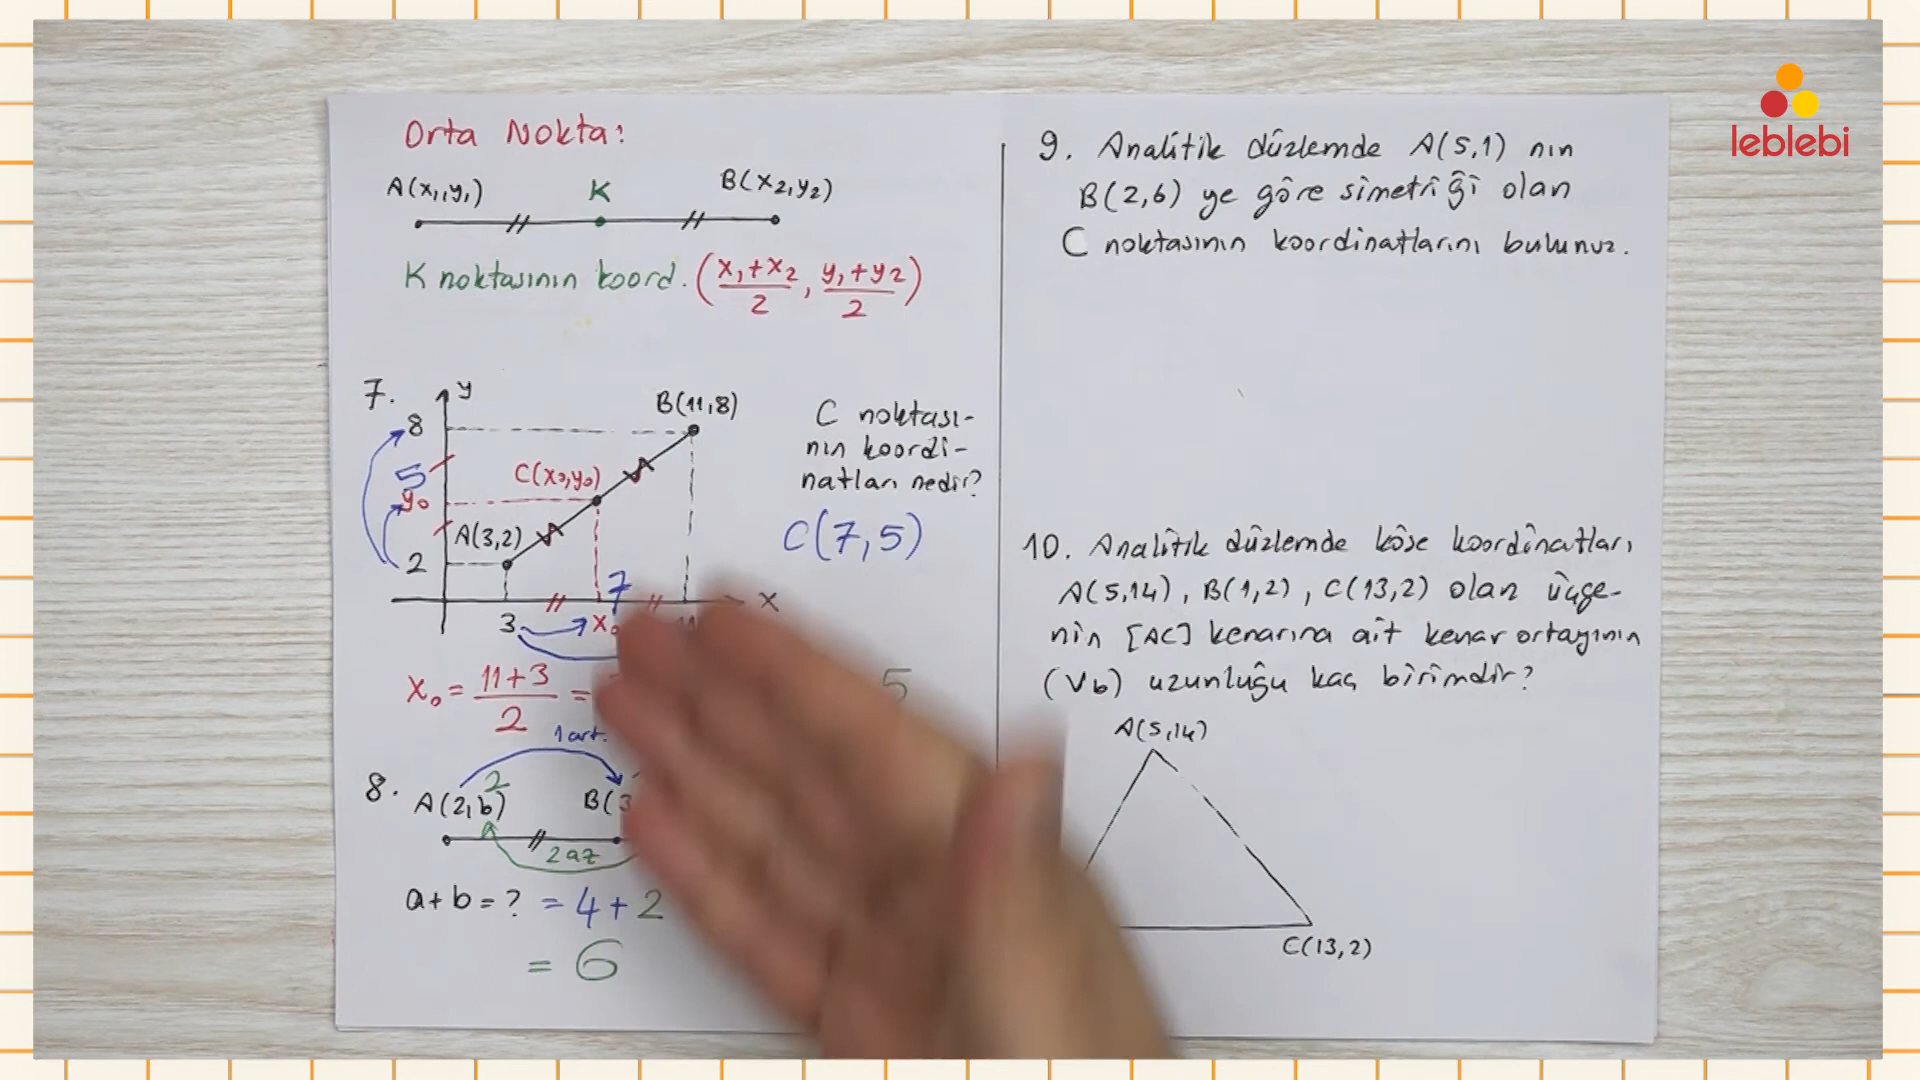 leblebi
Orta Nokta:
A(x₁,y₁) K B(x₂,y₂)
K noktasının koord. (x₁+x₂/2, y₁+y₂/2)
7.
y
8
5
y₀
2
B(11,8)
C(x₀,y₀)
A(3,2)
7
x
3 x₀
C noktası-
nın koordi-
natları nedir?
C(7,5)
x₀ = 11+3/2 =
5
8.
1 art.
2
A(2,b) B(3
2 az
a+b=? = 4+2
= 6
9. Analitik düzlemde A(5,1) nın
B(2,6) ye göre simetriği olan
C noktasının koordinatlarını bulunuz.
10. Analitik düzlemde köşe koordinatları
A(5,14), B(1,2), C(13,2) olan üçge-
nin [AC] kenarına ait kenarortayının
(Vb) uzunluğu kaç birimdir?
A(5,14)
C(13,2)